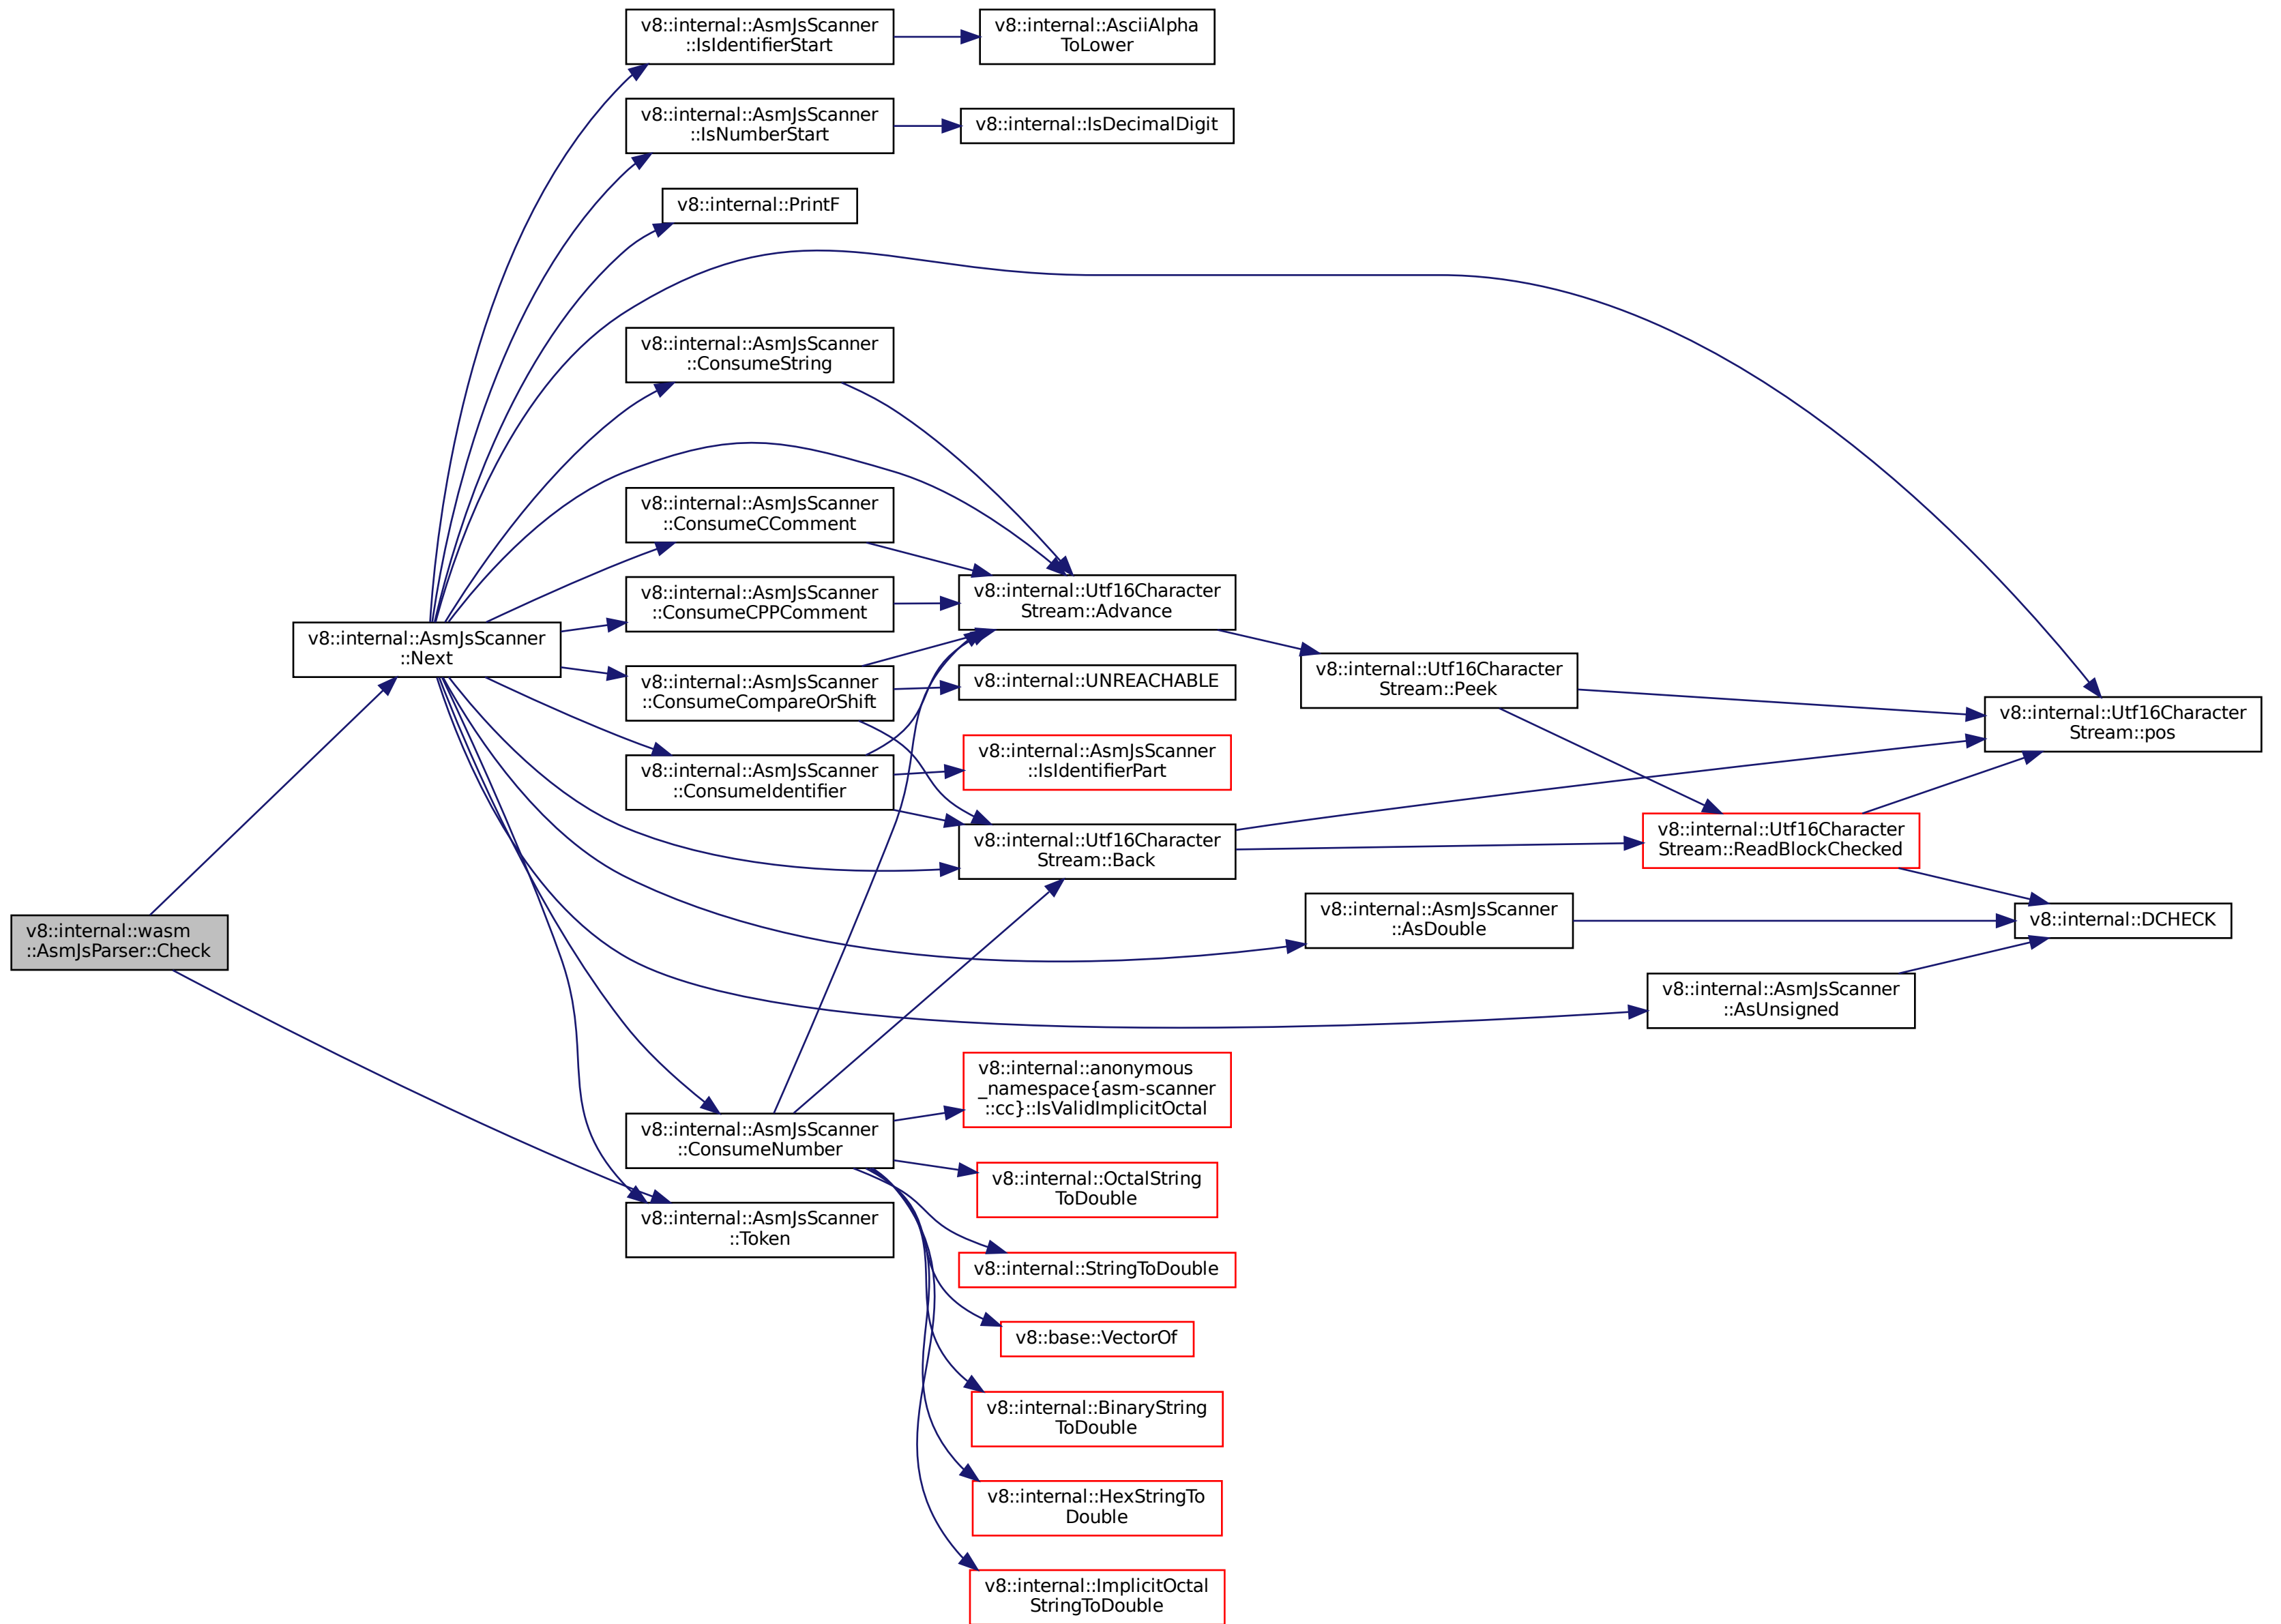 v8::internal::AsmJsScanner
::IsIdentifierStart
v8::internal::AsciiAlpha
ToLower
v8::internal::AsmJsScanner
::IsNumberStart
v8::internal::IsDecimalDigit
v8::internal::PrintF
v8::internal::AsmJsScanner
::ConsumeString
v8::internal::AsmJsScanner
::ConsumeCComment
v8::internal::AsmJsScanner
::ConsumeCPPComment
v8::internal::Utf16Character
Stream::Advance
v8::internal::AsmJsScanner
::Next
v8::internal::AsmJsScanner
::ConsumeCompareOrShift
v8::internal::UNREACHABLE
v8::internal::Utf16Character
Stream::Peek
v8::internal::Utf16Character
Stream::pos
v8::internal::AsmJsScanner
::ConsumeIdentifier
v8::internal::AsmJsScanner
::IsIdentifierPart
v8::internal::Utf16Character
Stream::Back
v8::internal::Utf16Character
Stream::ReadBlockChecked
v8::internal::wasm
::AsmJsParser::Check
v8::internal::AsmJsScanner
::AsDouble
v8::internal::DCHECK
v8::internal::AsmJsScanner
::AsUnsigned
v8::internal::anonymous
_namespace{asm-scanner
::cc}::IsValidImplicitOctal
v8::internal::AsmJsScanner
::ConsumeNumber
v8::internal::OctalString
ToDouble
v8::internal::AsmJsScanner
::Token
v8::internal::StringToDouble
v8::base::VectorOf
v8::internal::BinaryString
ToDouble
v8::internal::HexStringTo
Double
v8::internal::ImplicitOctal
StringToDouble